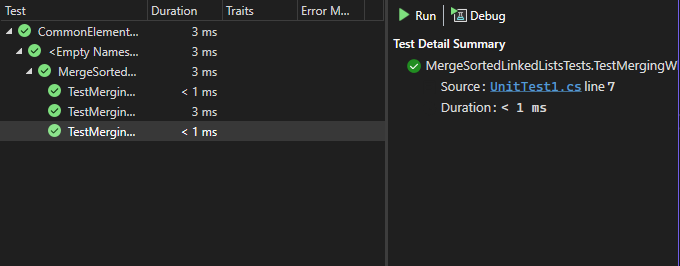 Test Duration Traits Error M...
CommonElement... 3 ms
<Empty Names... 3 ms
MergeSorted... 3 ms
TestMergin... < 1 ms
TestMergin... 3 ms
TestMergin... < 1 ms
Run Debug
Test Detail Summary
MergeSortedLinkedListsTests.TestMergingW
Source: UnitTest1.cs line 7
Duration: < 1 ms